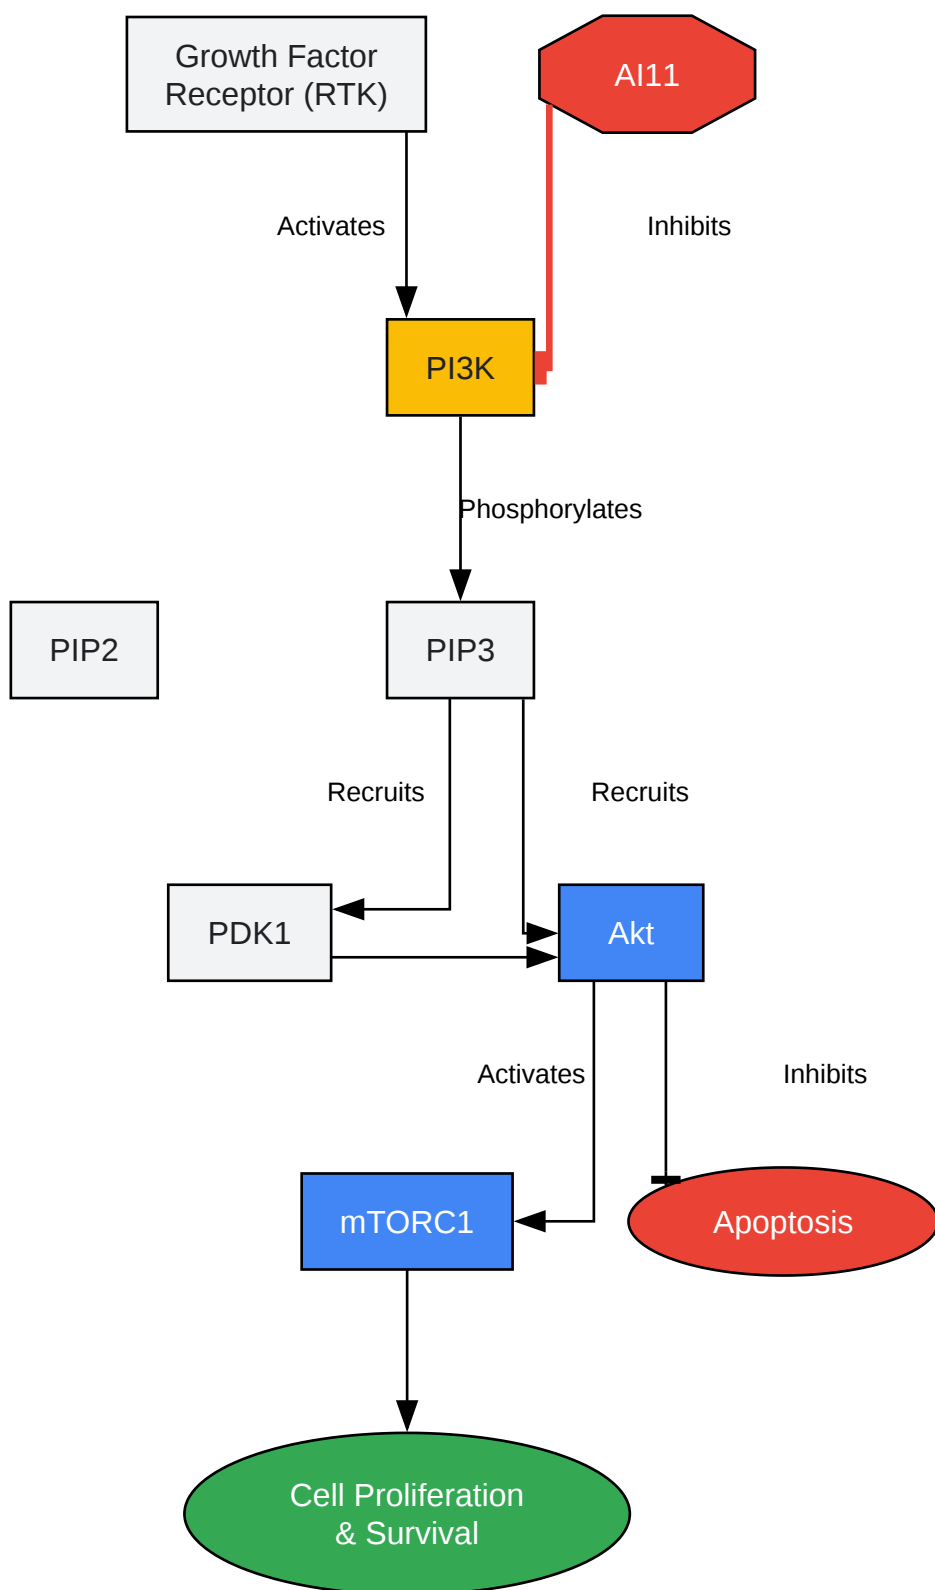 Growth Factor
Receptor (RTK)
AI11
Activates
Inhibits
PI3K
Phosphorylates
PIP2
PIP3
Recruits
Recruits
PDK1
Akt
Activates
Inhibits
mTORC1
Apoptosis
Cell Proliferation
& Survival